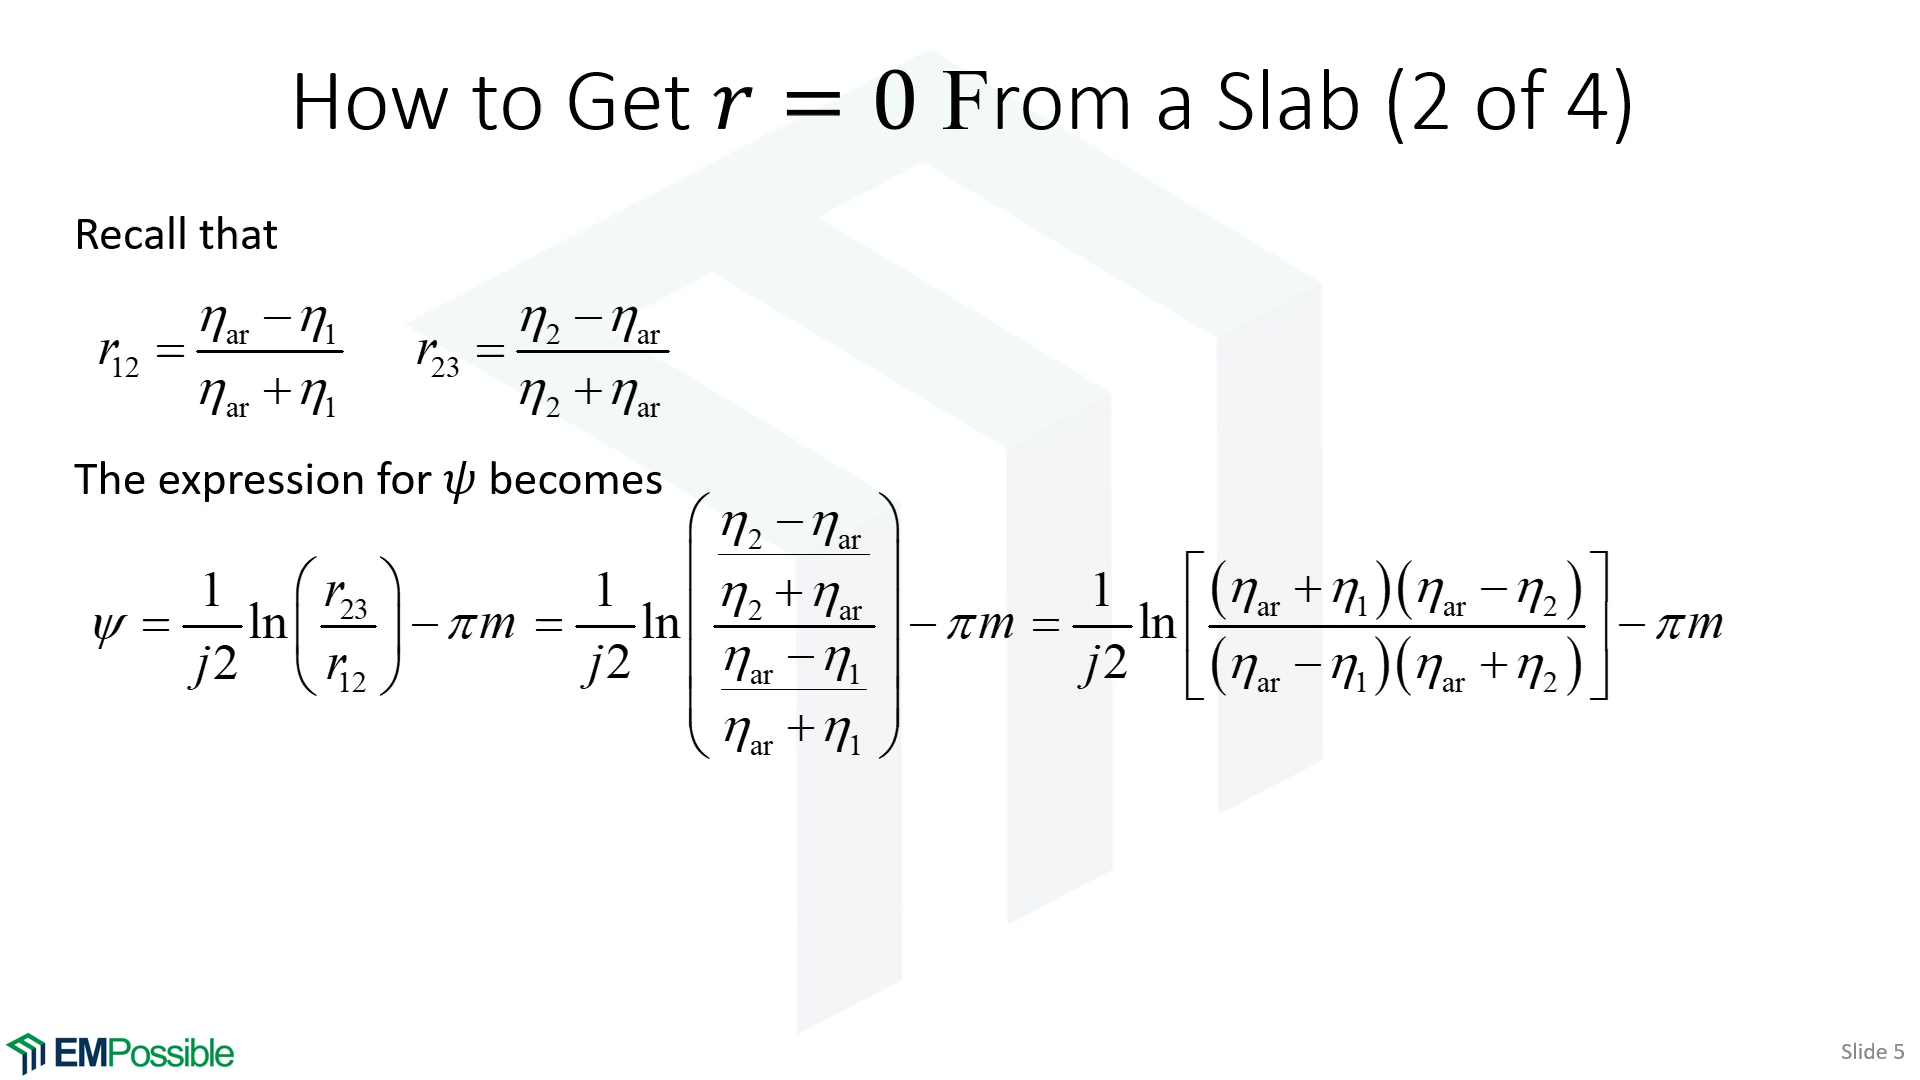 How to Get 𝑟 = 0 From a Slab (2 of 4)
Recall that
r₁₂ = (η_ar − η₁)/(η_ar + η₁)    r₂₃ = (η₂ − η_ar)/(η₂ + η_ar)
The expression for 𝜓 becomes
ψ = 1/(j2) ln(r₂₃/r₁₂) − πm = 1/(j2) ln(((η₂ − η_ar)/(η₂ + η_ar))/((η_ar − η₁)/(η_ar + η₁))) − πm = 1/(j2) ln[((η_ar + η₁)(η_ar − η₂))/((η_ar − η₁)(η_ar + η₂))] − πm
EMPossible
Slide 5